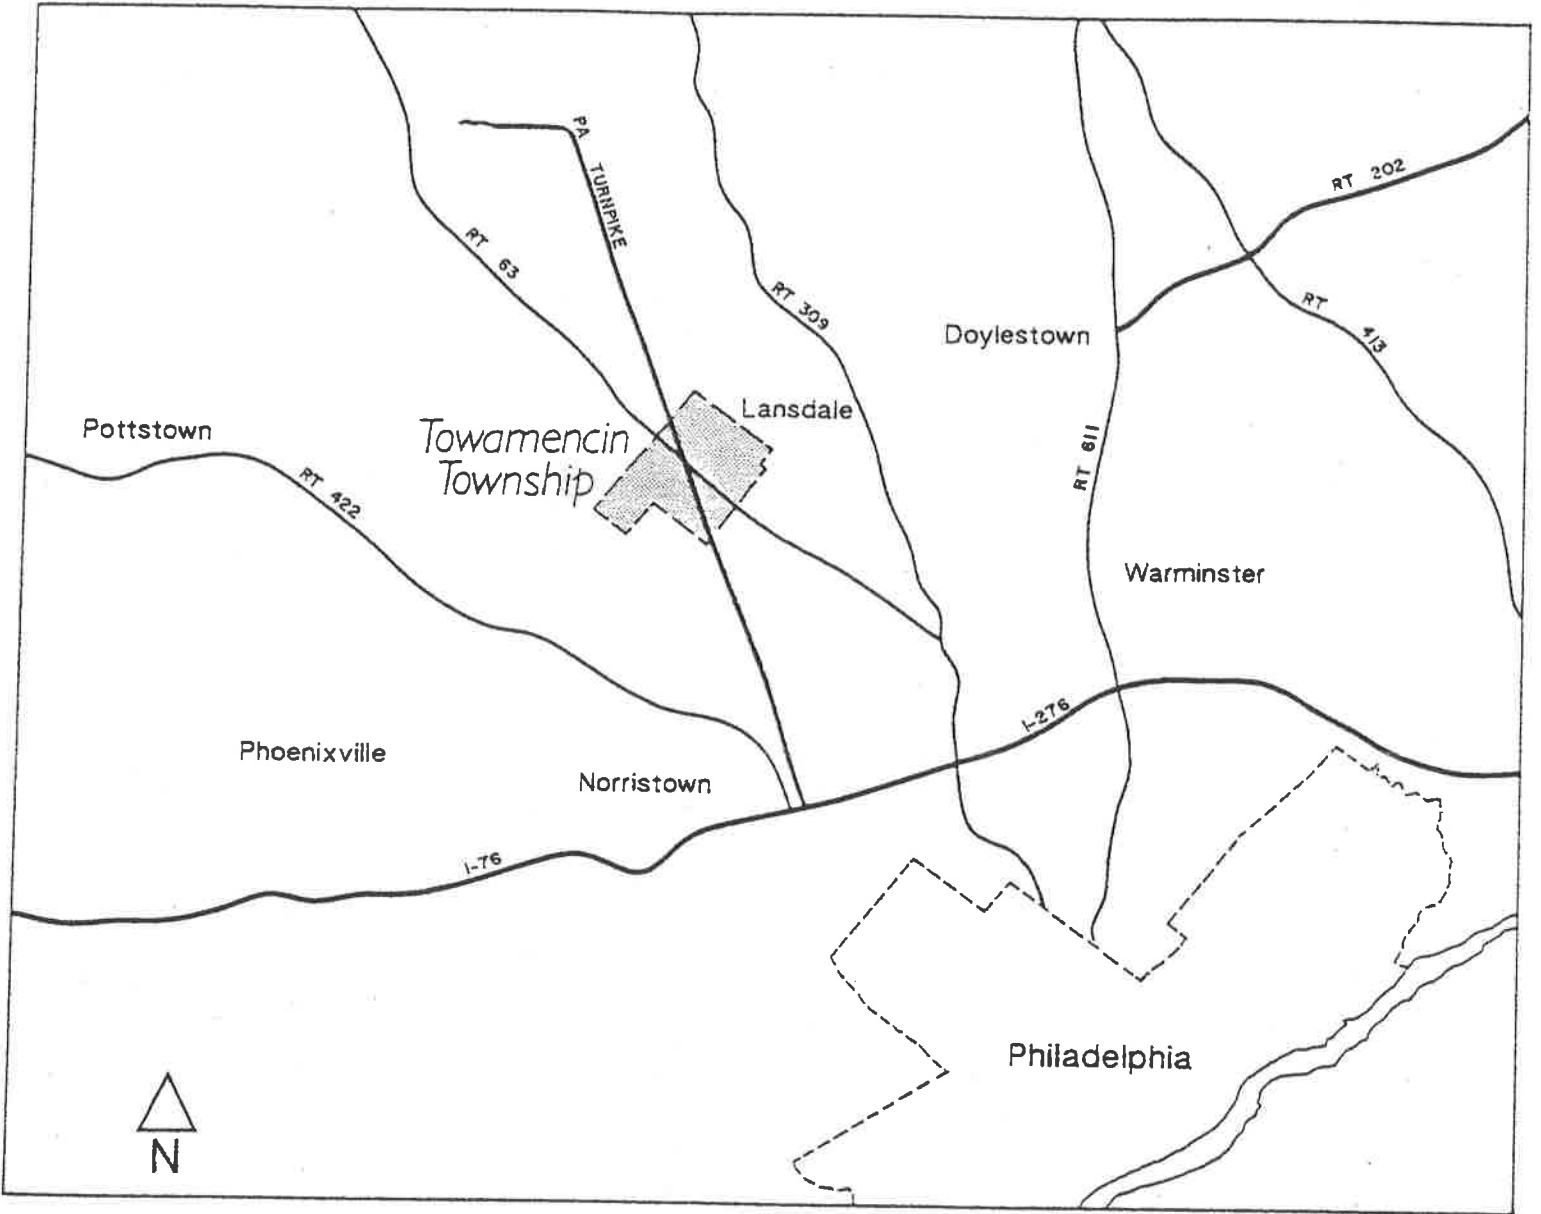 PA TURNPIKE
RT 202
RT 63
RT 309
RT 413
Doylestown
Lansdale
Pottstown
Towamencin
Township
RT 611
RT 422
Warminster
I-276
Phoenixville
Norristown
I-76
Philadelphia
N